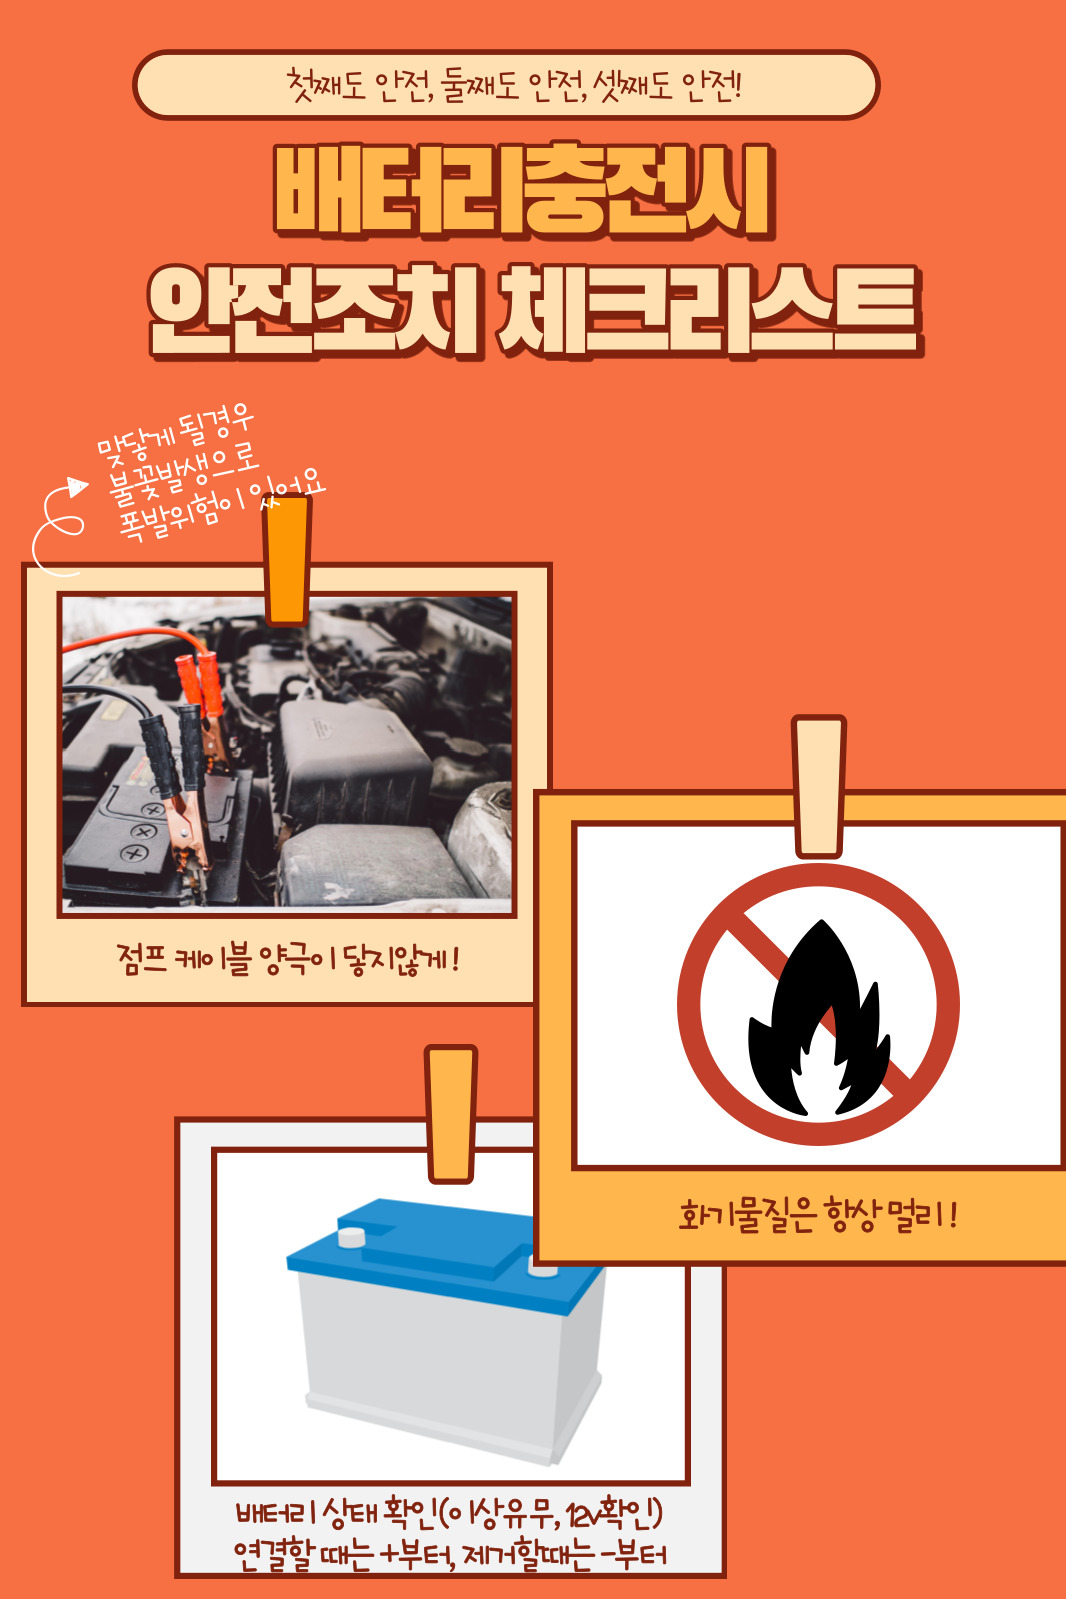 첫째도 안전, 둘째도 안전, 셋째도 안전!
배터리충전시
안전조치 체크리스트
맞닿게 될경우
불꽃발생으로
폭발위험이 있어요
점프 케이블 양극이 닿지않게!
화기물질은 항상 멀리!
배터리 상태 확인(이상유무, 12v확인)
연결할 때는 +부터, 제거할때는 -부터